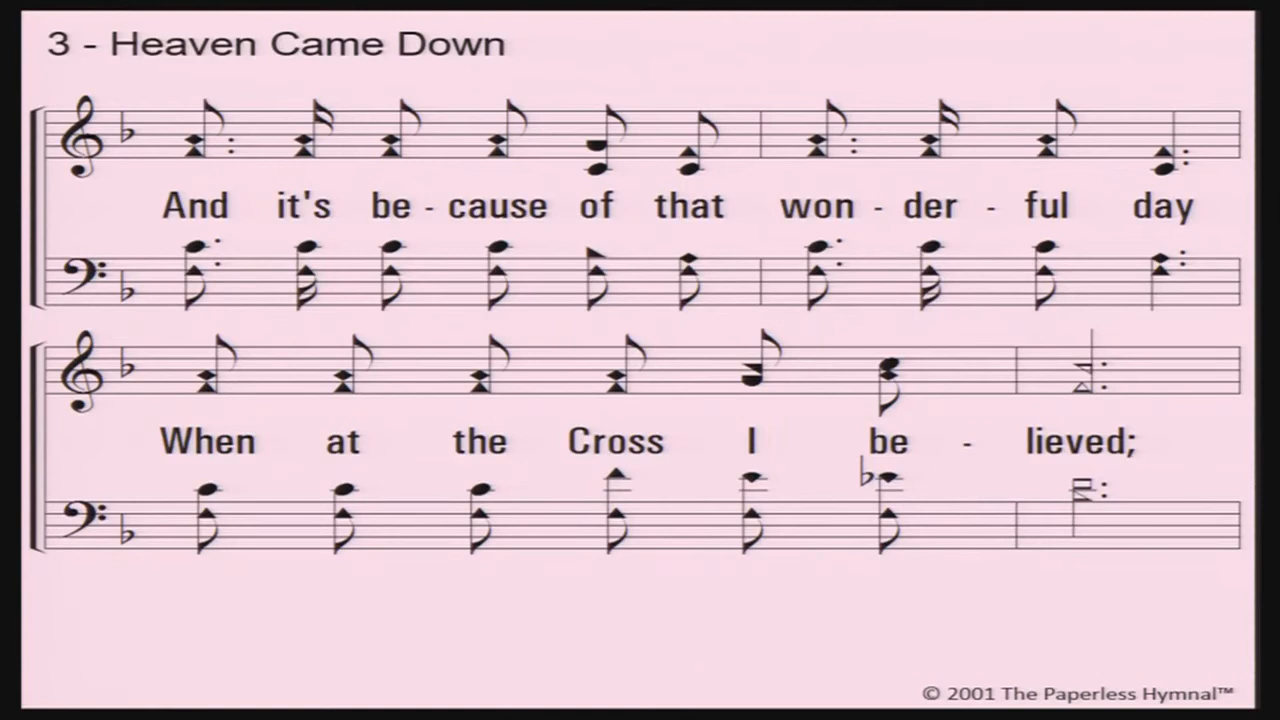 3 - Heaven Came Down
And it's be - cause of that won - der - ful day
When at the Cross I be - lieved;
© 2001 The Paperless Hymnal™